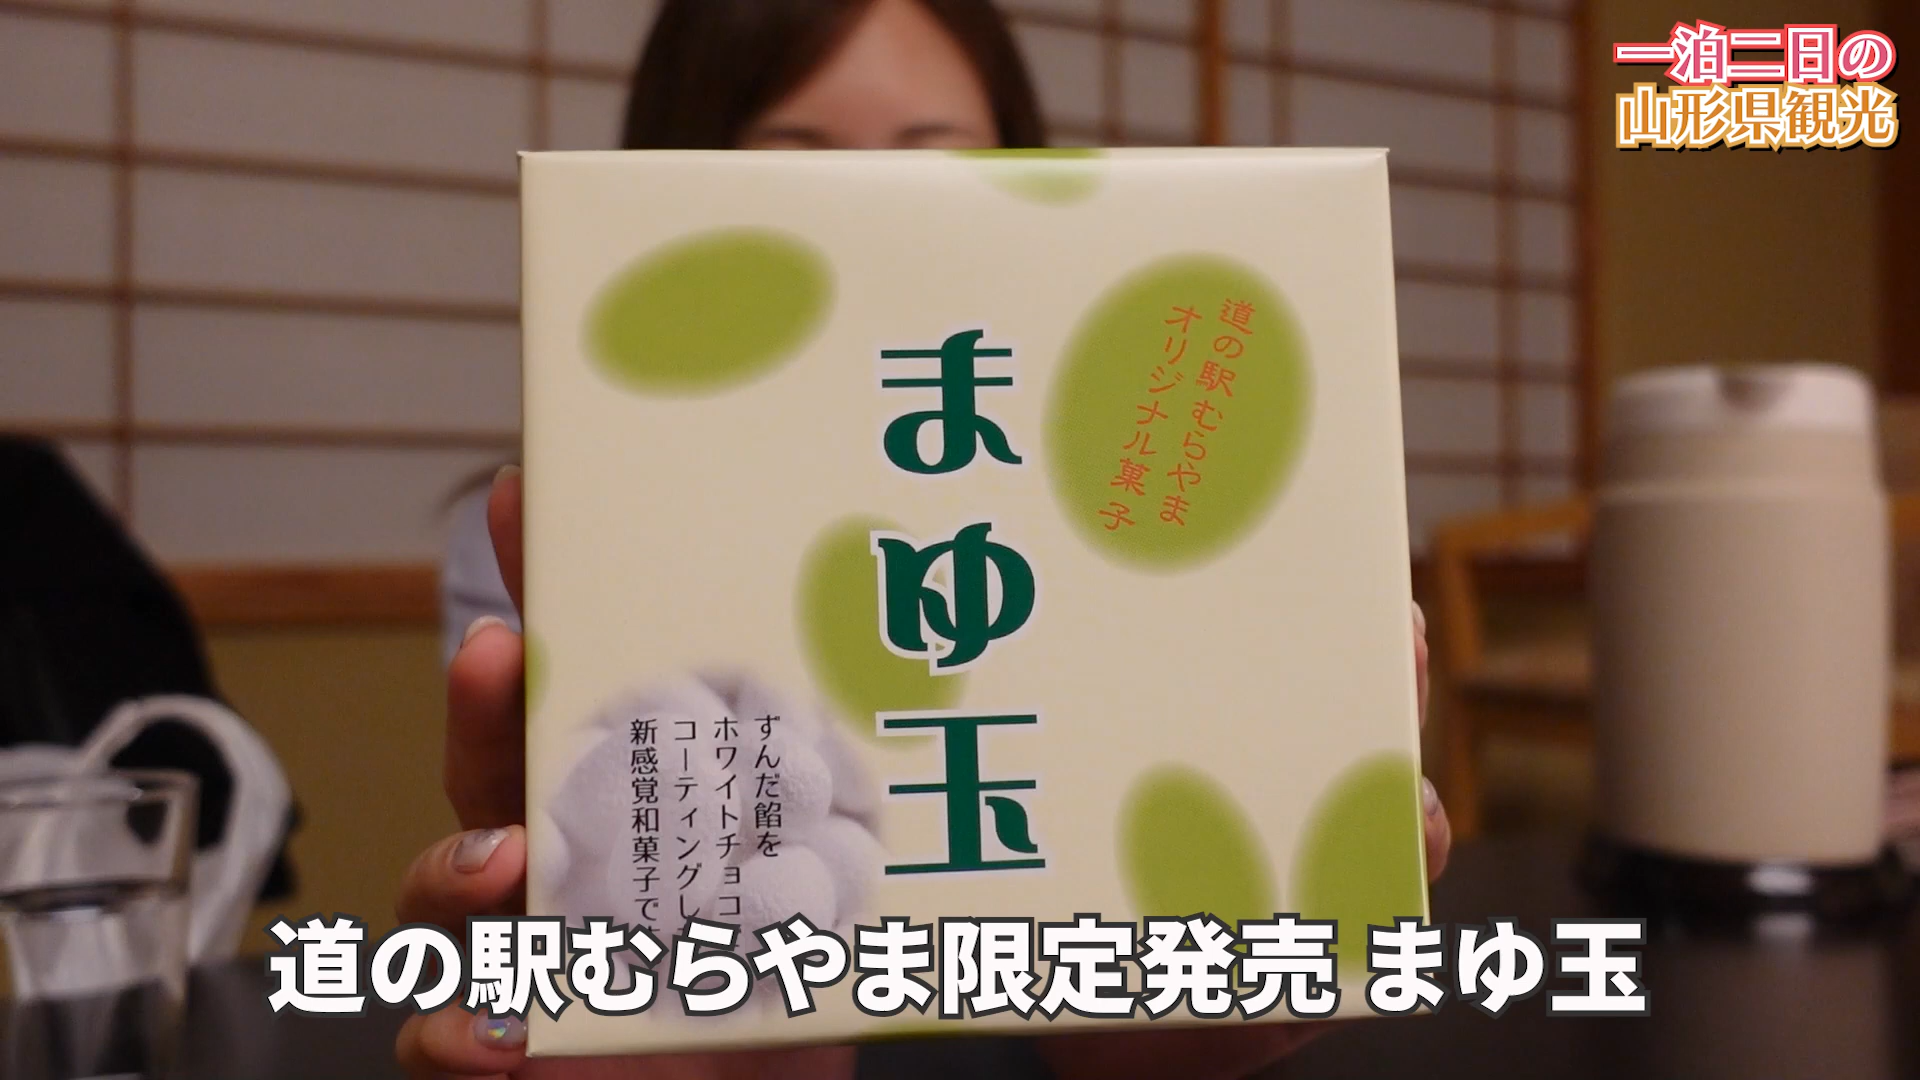 一泊二日の
山形県観光
道の駅むらやま
オリジナル菓子
まゆ玉
ずんだ餡を
ホワイトチョコ
コーティングし
新感覚和菓子で
道の駅むらやま限定発売 まゆ玉